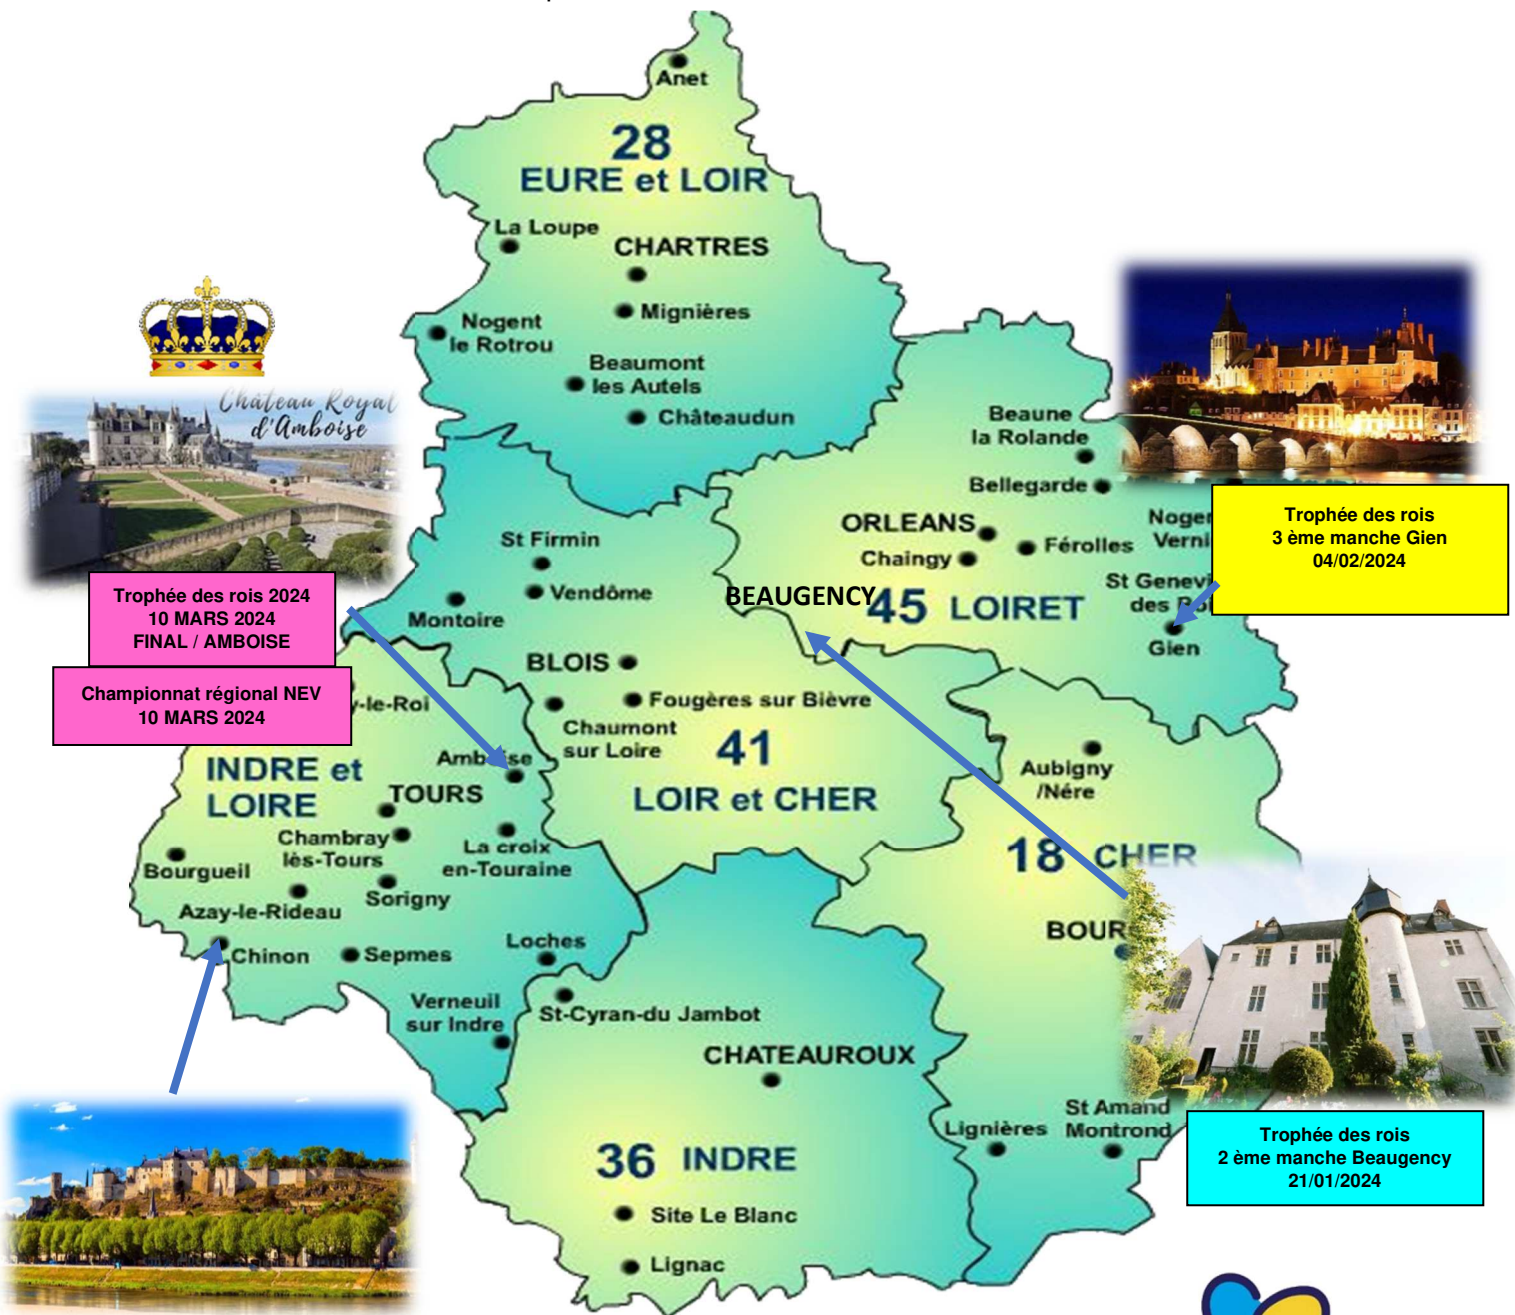 Anet
28
EURE et LOIR
La Loupe
CHARTRES
Mignières
Nogent
le Rotrou
Beaumont
les Autels
Châteaudun
Château Royal
d'Amboise
Beaune
la Rolande
Bellegarde
ORLEANS
Chaingy
Férolles
Trophée des rois
3 ème manche Gien
04/02/2024
St Firmin
Vendôme
Montoire
BEAUGENCY
45 LOIRET
Gien
Trophée des rois 2024
10 MARS 2024
FINAL / AMBOISE
Championnat régional NEV
10 MARS 2024
BLOIS
Fougères sur Bièvre
Chaumont
sur Loire
41
LOIR et CHER
Amboise
INDRE et
LOIRE
TOURS
Chambray
lès-Tours
La croix
en-Touraine
Bourgueil
Sorigny
Azay-le-Rideau
Chinon
Sepmes
Loches
Verneuil
sur Indre
Aubigny
/Nére
18 CHER
St-Cyran-du Jambot
CHATEAUROUX
36 INDRE
Site Le Blanc
Lignac
Lignières
St Amand
Montrond
Trophée des rois
2 ème manche Beaugency
21/01/2024